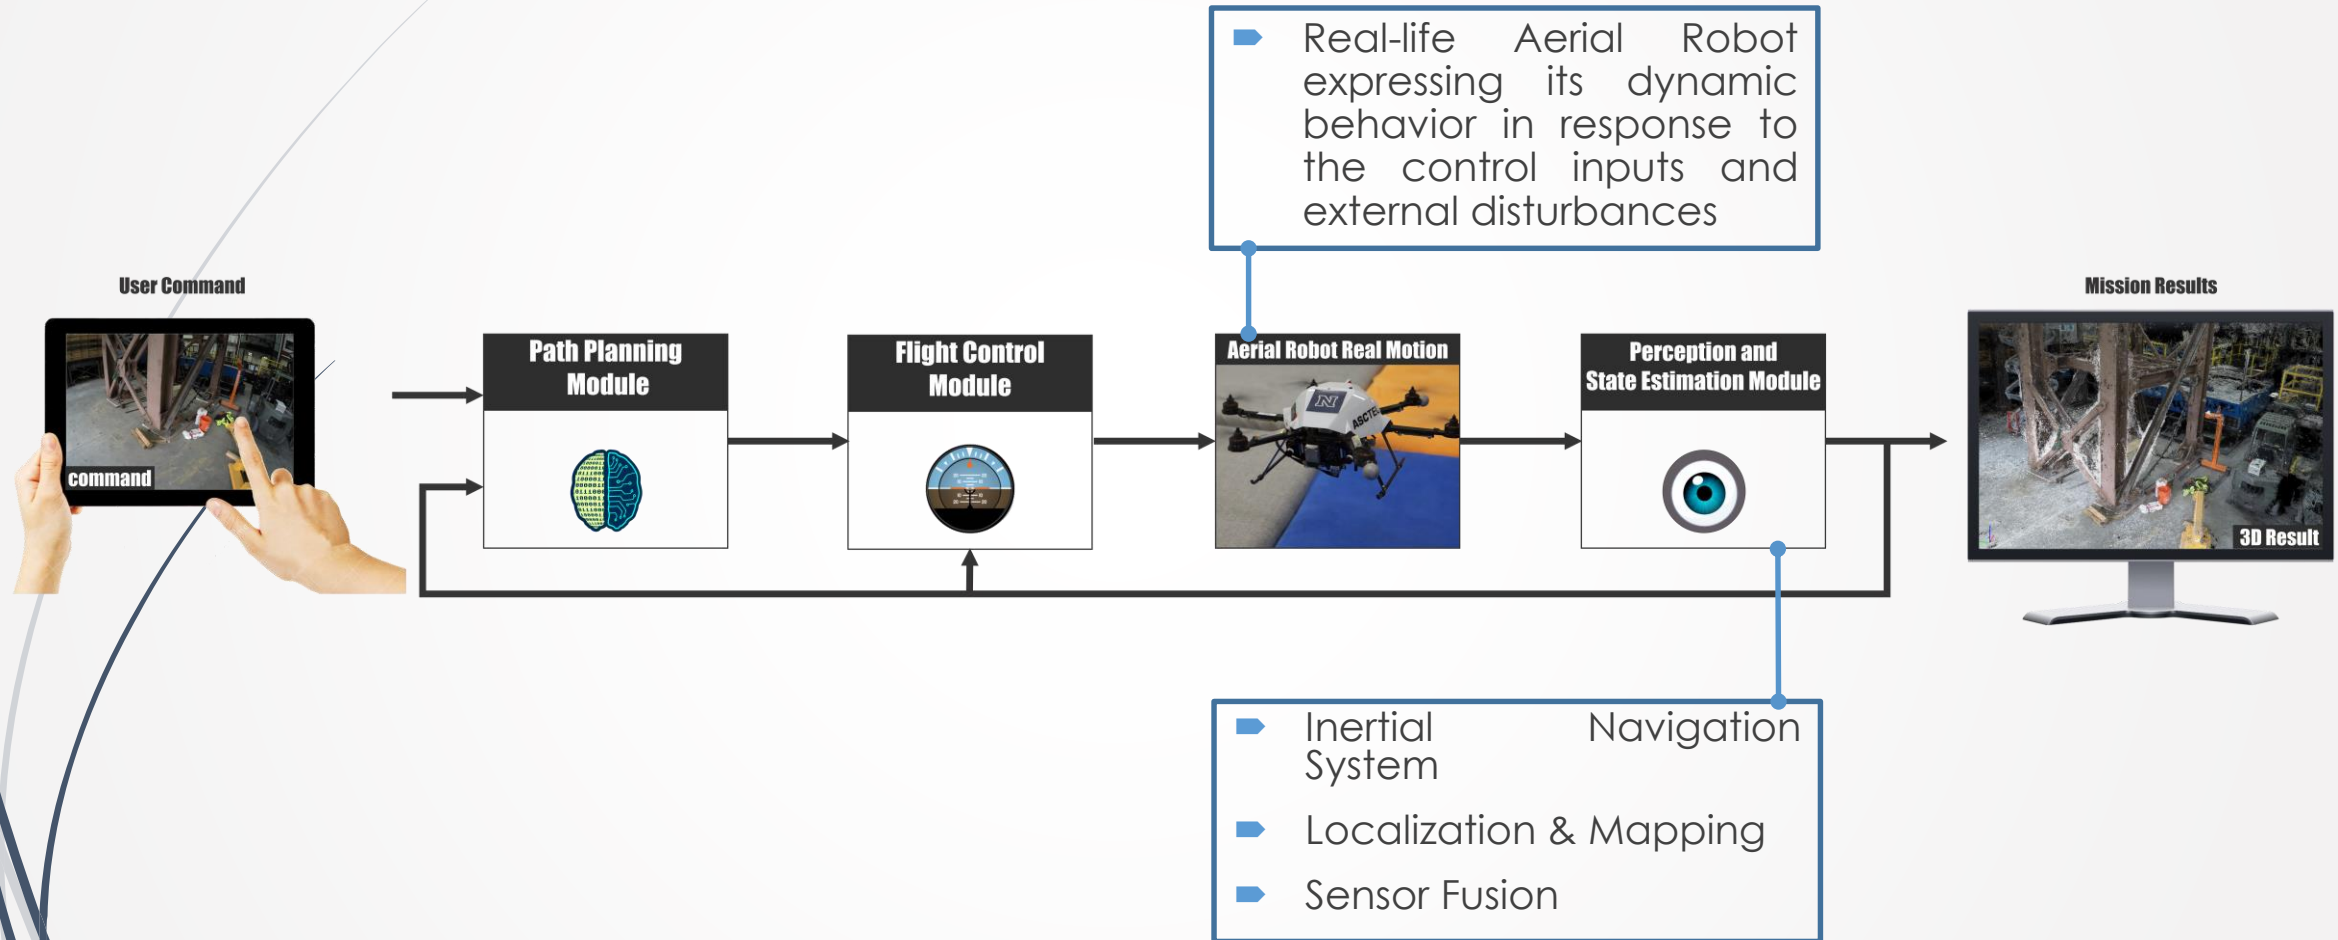 Real-life Aerial Robot
expressing its dynamic
behavior in response to
the control inputs and
external disturbances
User Command
Mission Results
command
Path Planning
Module
Flight Control
Module
Aerial Robot Real Motion
N
ASCTEC
Perception and
State Estimation Module
3D Result
Inertial Navigation
System
Localization & Mapping
Sensor Fusion